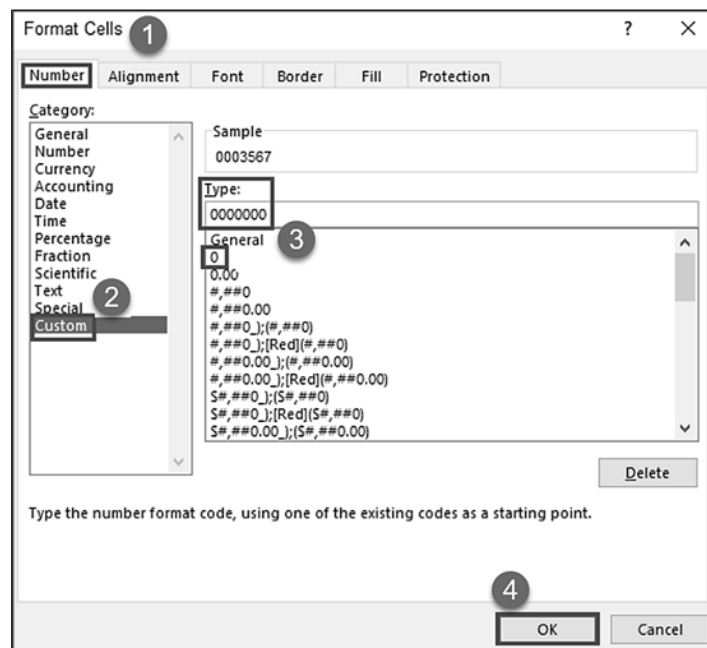 Format Cells 1 ? X
Number Alignment Font Border Fill Protection
Category:
General
Number
Currency
Accounting
Date
Time
Percentage
Fraction
Scientific
Text
Special
Custom
2
Sample
0003567
Type:
0000000
3
General
0
0.00
#,##0
#,##0.00
#,##0_);(#,##0)
#,##0_);[Red](#,##0)
#,##0.00_);(#,##0.00)
#,##0.00_);[Red](#,##0.00)
$#,##0_);($#,##0)
$#,##0_);[Red]($#,##0)
$#,##0.00_);($#,##0.00)
Delete
Type the number format code, using one of the existing codes as a starting point.
4
OK Cancel